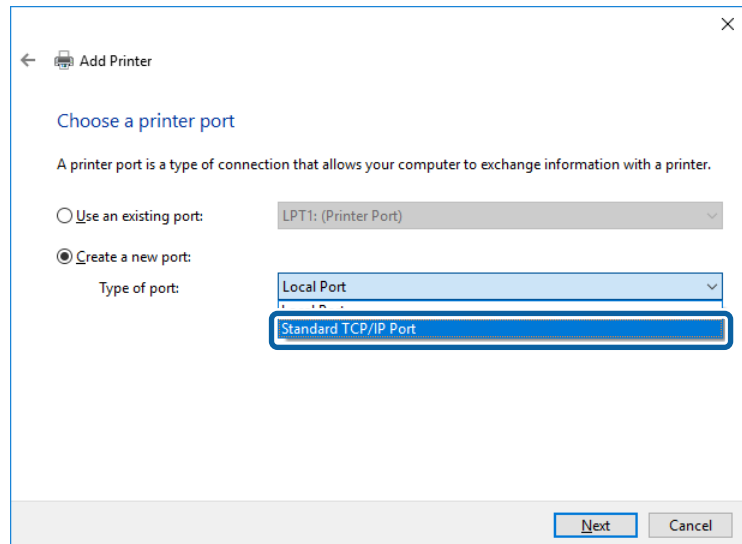 Add Printer
Choose a printer port
A printer port is a type of connection that allows your computer to exchange information with a printer.
Use an existing port: LPT1: (Printer Port)
Create a new port:
Type of port: Local Port
Standard TCP/IP Port
Next Cancel